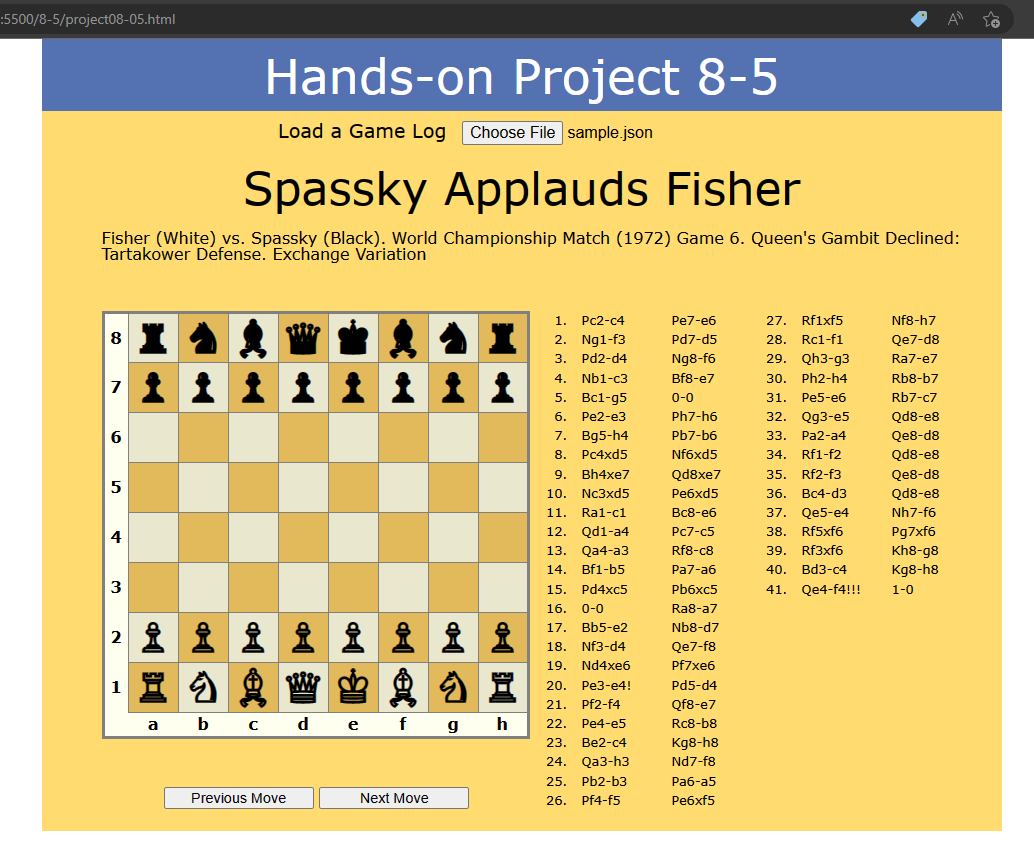 :5500/8-5/project08-05.html
Hands-on Project 8-5
Load a Game Log Choose File sample.json
Spassky Applauds Fisher
Fisher (White) vs. Spassky (Black). World Championship Match (1972) Game 6. Queen's Gambit Declined:
Tartakower Defense. Exchange Variation
8
7
6
5
4
3
2
1
a b c d e f g h
Previous Move Next Move
1. Pc2-c4 Pe7-e6
2. Ng1-f3 Pd7-d5
3. Pd2-d4 Ng8-f6
4. Nb1-c3 Bf8-e7
5. Bc1-g5 0-0
6. Pe2-e3 Ph7-h6
7. Bg5-h4 Pb7-b6
8. Pc4xd5 Nf6xd5
9. Bh4xe7 Qd8xe7
10. Nc3xd5 Pe6xd5
11. Ra1-c1 Bc8-e6
12. Qd1-a4 Pc7-c5
13. Qa4-a3 Rf8-c8
14. Bf1-b5 Pa7-a6
15. Pd4xc5 Pb6xc5
16. 0-0 Ra8-a7
17. Bb5-e2 Nb8-d7
18. Nf3-d4 Qe7-f8
19. Nd4xe6 Pf7xe6
20. Pe3-e4! Pd5-d4
21. Pf2-f4 Qf8-e7
22. Pe4-e5 Rc8-b8
23. Be2-c4 Kg8-h8
24. Qa3-h3 Nd7-f8
25. Pb2-b3 Pa6-a5
26. Pf4-f5 Pe6xf5
27. Rf1xf5 Nf8-h7
28. Rc1-f1 Qe7-d8
29. Qh3-g3 Ra7-e7
30. Ph2-h4 Rb8-b7
31. Pe5-e6 Rb7-c7
32. Qg3-e5 Qd8-e8
33. Pa2-a4 Qe8-d8
34. Rf1-f2 Qd8-e8
35. Rf2-f3 Qe8-d8
36. Bc4-d3 Qd8-e8
37. Qe5-e4 Nh7-f6
38. Rf5xf6 Pg7xf6
39. Rf3xf6 Kh8-g8
40. Bd3-c4 Kg8-h8
41. Qe4-f4!!! 1-0